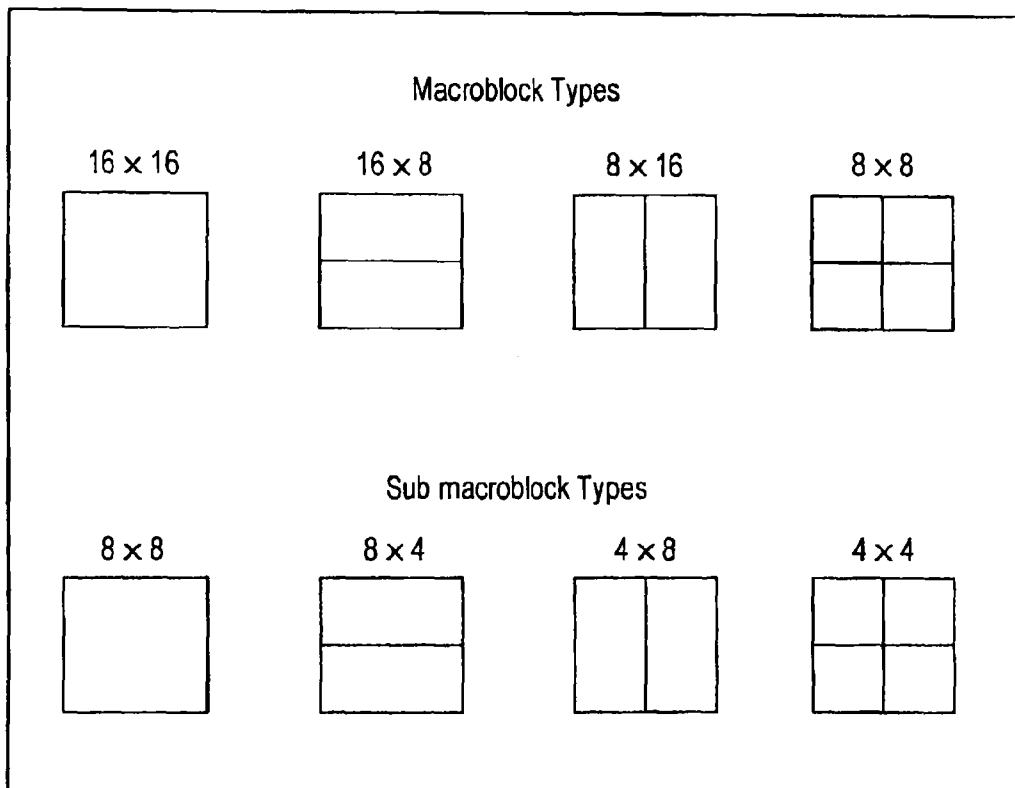 Macroblock Types
16 × 16 16 × 8 8 × 16 8 × 8
Sub macroblock Types
8 × 8 8 × 4 4 × 8 4 × 4